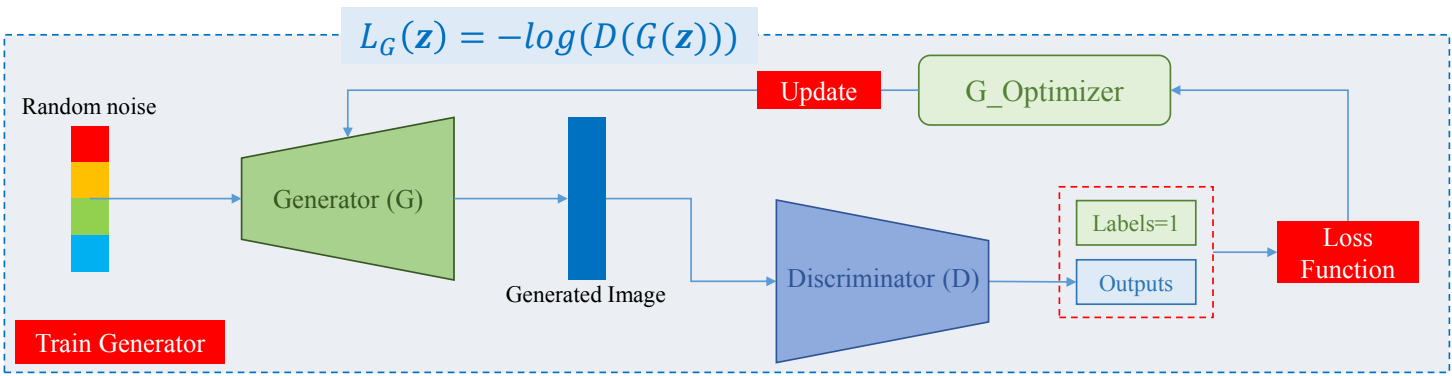 L_G(z) = -log(D(G(z)))
Update
G_Optimizer
Random noise
Generator (G)
Labels=1
Loss
Function
Discriminator (D)
Outputs
Generated Image
Train Generator